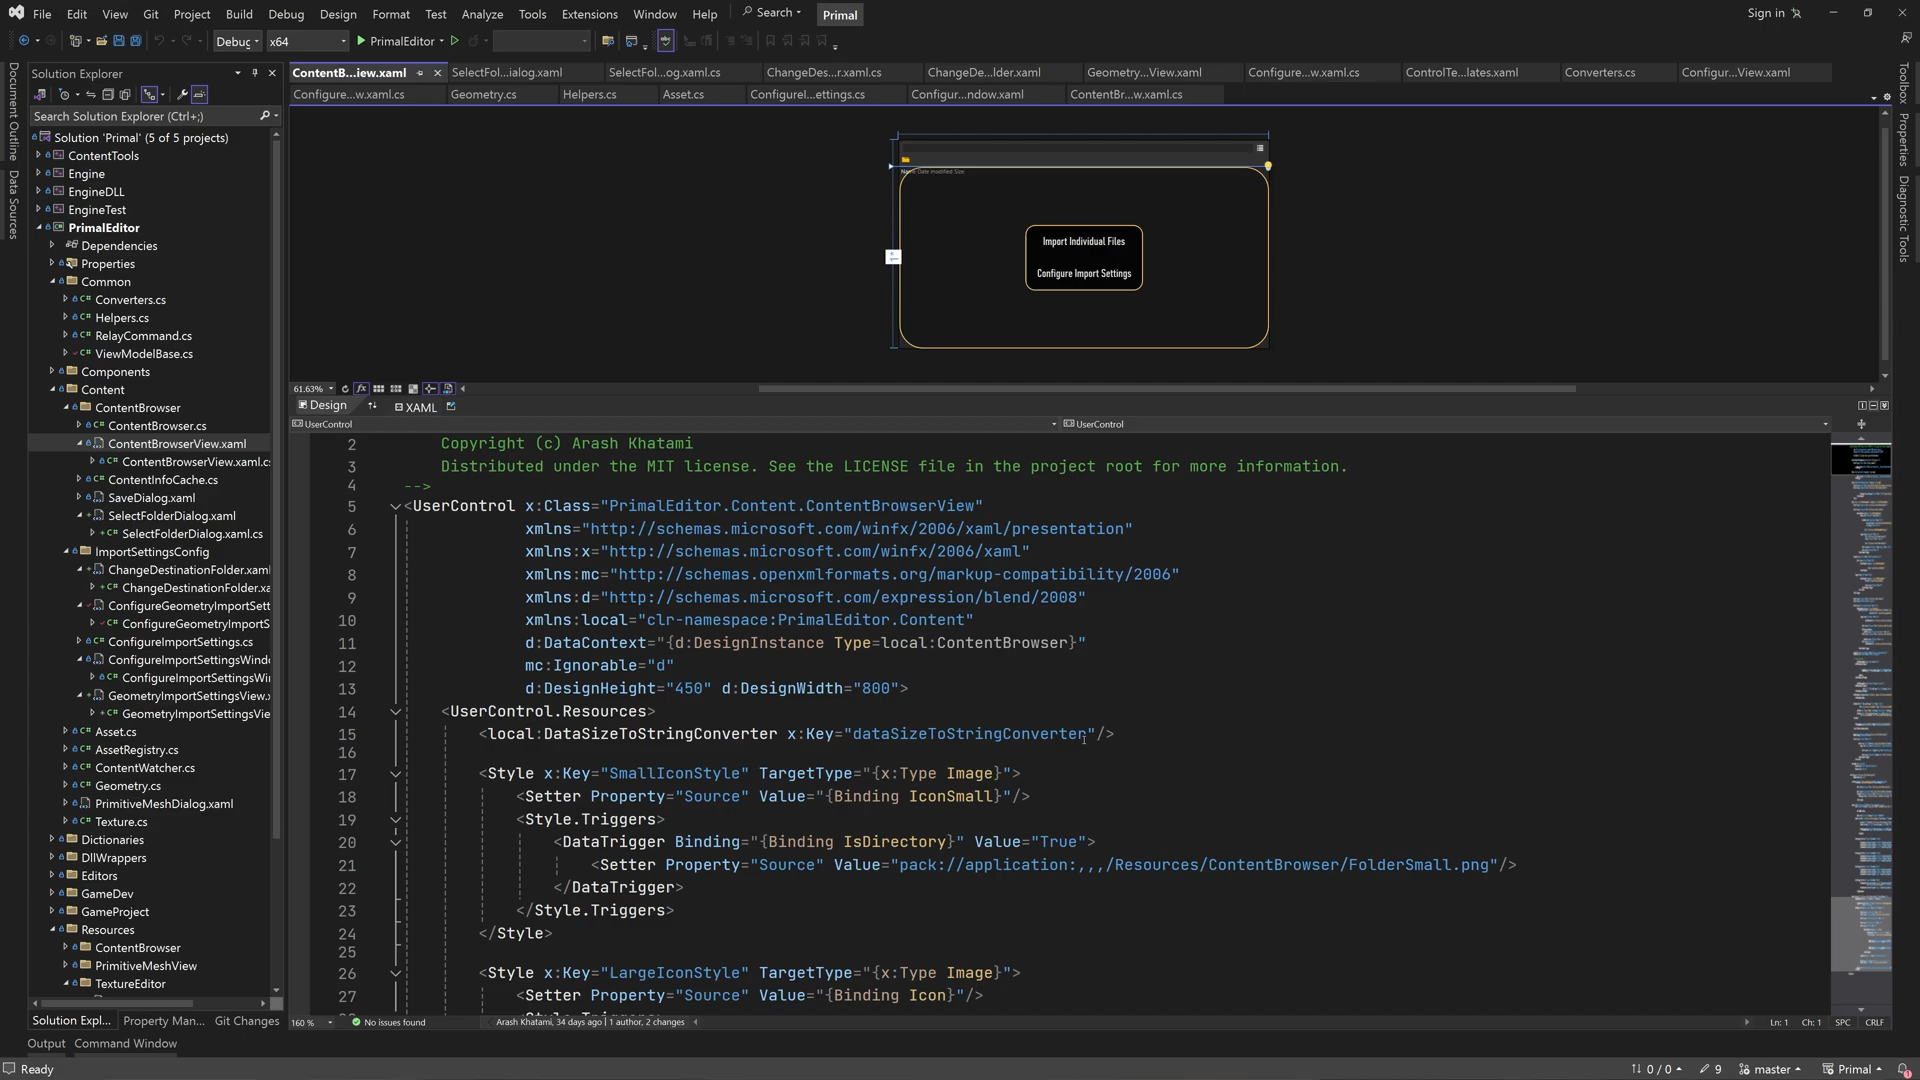 File Edit View Git Project Build Debug Design Format Test Analyze Tools Extensions Window Help Search Primal Sign in
Debug x64 PrimalEditor
Document Outline
Data Sources
Solution Explorer
Search Solution Explorer (Ctrl+;)
Solution 'Primal' (5 of 5 projects)
ContentTools
Engine
EngineDLL
EngineTest
PrimalEditor
Dependencies
Properties
Common
Converters.cs
Helpers.cs
RelayCommand.cs
ViewModelBase.cs
Components
Content
ContentBrowser
ContentBrowser.cs
ContentBrowserView.xaml
ContentBrowserView.xaml.cs
ContentInfoCache.cs
SaveDialog.xaml
SelectFolderDialog.xaml
SelectFolderDialog.xaml.cs
ImportSettingsConfig
ChangeDestinationFolder.xaml
ChangeDestinationFolder.xa
ConfigureGeometryImportSett
ConfigureGeometryImportS
ConfigureImportSettings.cs
ConfigureImportSettingsWindo
ConfigureImportSettingsWi
GeometryImportSettingsView.x
GeometryImportSettingsVie
Asset.cs
AssetRegistry.cs
ContentWatcher.cs
Geometry.cs
PrimitiveMeshDialog.xaml
Texture.cs
Dictionaries
DllWrappers
Editors
GameDev
GameProject
Resources
ContentBrowser
PrimitiveMeshView
TextureEditor
Solution Expl... Property Man... Git Changes
ContentB...iew.xaml SelectFol...ialog.xaml SelectFol...og.xaml.cs ChangeDes...r.xaml.cs ChangeDe...lder.xaml Geometry...View.xaml Configure...w.xaml.cs ControlTe...lates.xaml Converters.cs Configur...View.xaml
Configure...w.xaml.cs Geometry.cs Helpers.cs Asset.cs ConfigureI...ettings.cs Configur...ndow.xaml ContentBr...w.xaml.cs
Name Date modified Size
Import Individual Files
Configure Import Settings
61.63%
Design XAML
UserControl UserControl
2 Copyright (c) Arash Khatami
3 Distributed under the MIT license. See the LICENSE file in the project root for more information.
4 -->
5 <UserControl x:Class="PrimalEditor.Content.ContentBrowserView"
6 xmlns="http://schemas.microsoft.com/winfx/2006/xaml/presentation"
7 xmlns:x="http://schemas.microsoft.com/winfx/2006/xaml"
8 xmlns:mc="http://schemas.openxmlformats.org/markup-compatibility/2006"
9 xmlns:d="http://schemas.microsoft.com/expression/blend/2008"
10 xmlns:local="clr-namespace:PrimalEditor.Content"
11 d:DataContext="{d:DesignInstance Type=local:ContentBrowser}"
12 mc:Ignorable="d"
13 d:DesignHeight="450" d:DesignWidth="800">
14 <UserControl.Resources>
15 <local:DataSizeToStringConverter x:Key="dataSizeToStringConverter"/>
16
17 <Style x:Key="SmallIconStyle" TargetType="{x:Type Image}">
18 <Setter Property="Source" Value="{Binding IconSmall}"/>
19 <Style.Triggers>
20 <DataTrigger Binding="{Binding IsDirectory}" Value="True">
21 <Setter Property="Source" Value="pack://application:,,,/Resources/ContentBrowser/FolderSmall.png"/>
22 </DataTrigger>
23 </Style.Triggers>
24 </Style>
25
26 <Style x:Key="LargeIconStyle" TargetType="{x:Type Image}">
27 <Setter Property="Source" Value="{Binding Icon}"/>
160 % No issues found Arash Khatami, 34 days ago | 1 author, 2 changes Ln: 1 Ch: 1 SPC CRLF
Toolbox
Properties
Diagnostic Tools
Output Command Window
Ready 0 / 0 9 master Primal